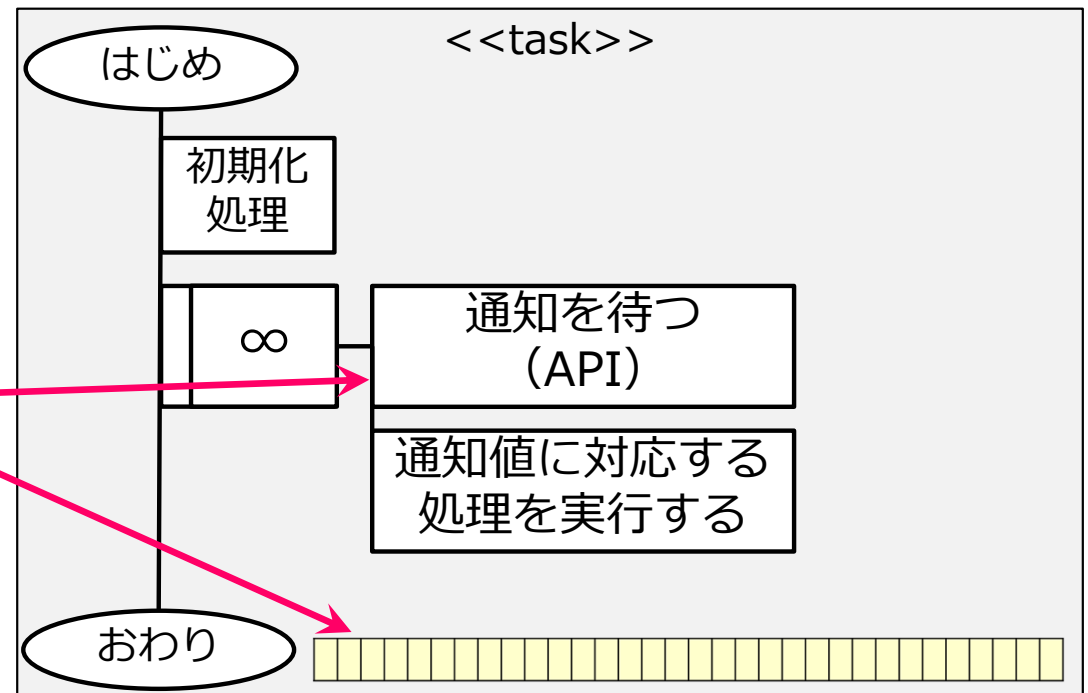 <<task>>
はじめ
初期化
処理
∞
通知を待つ
（API）
通知値に対応する
処理を実行する
おわり